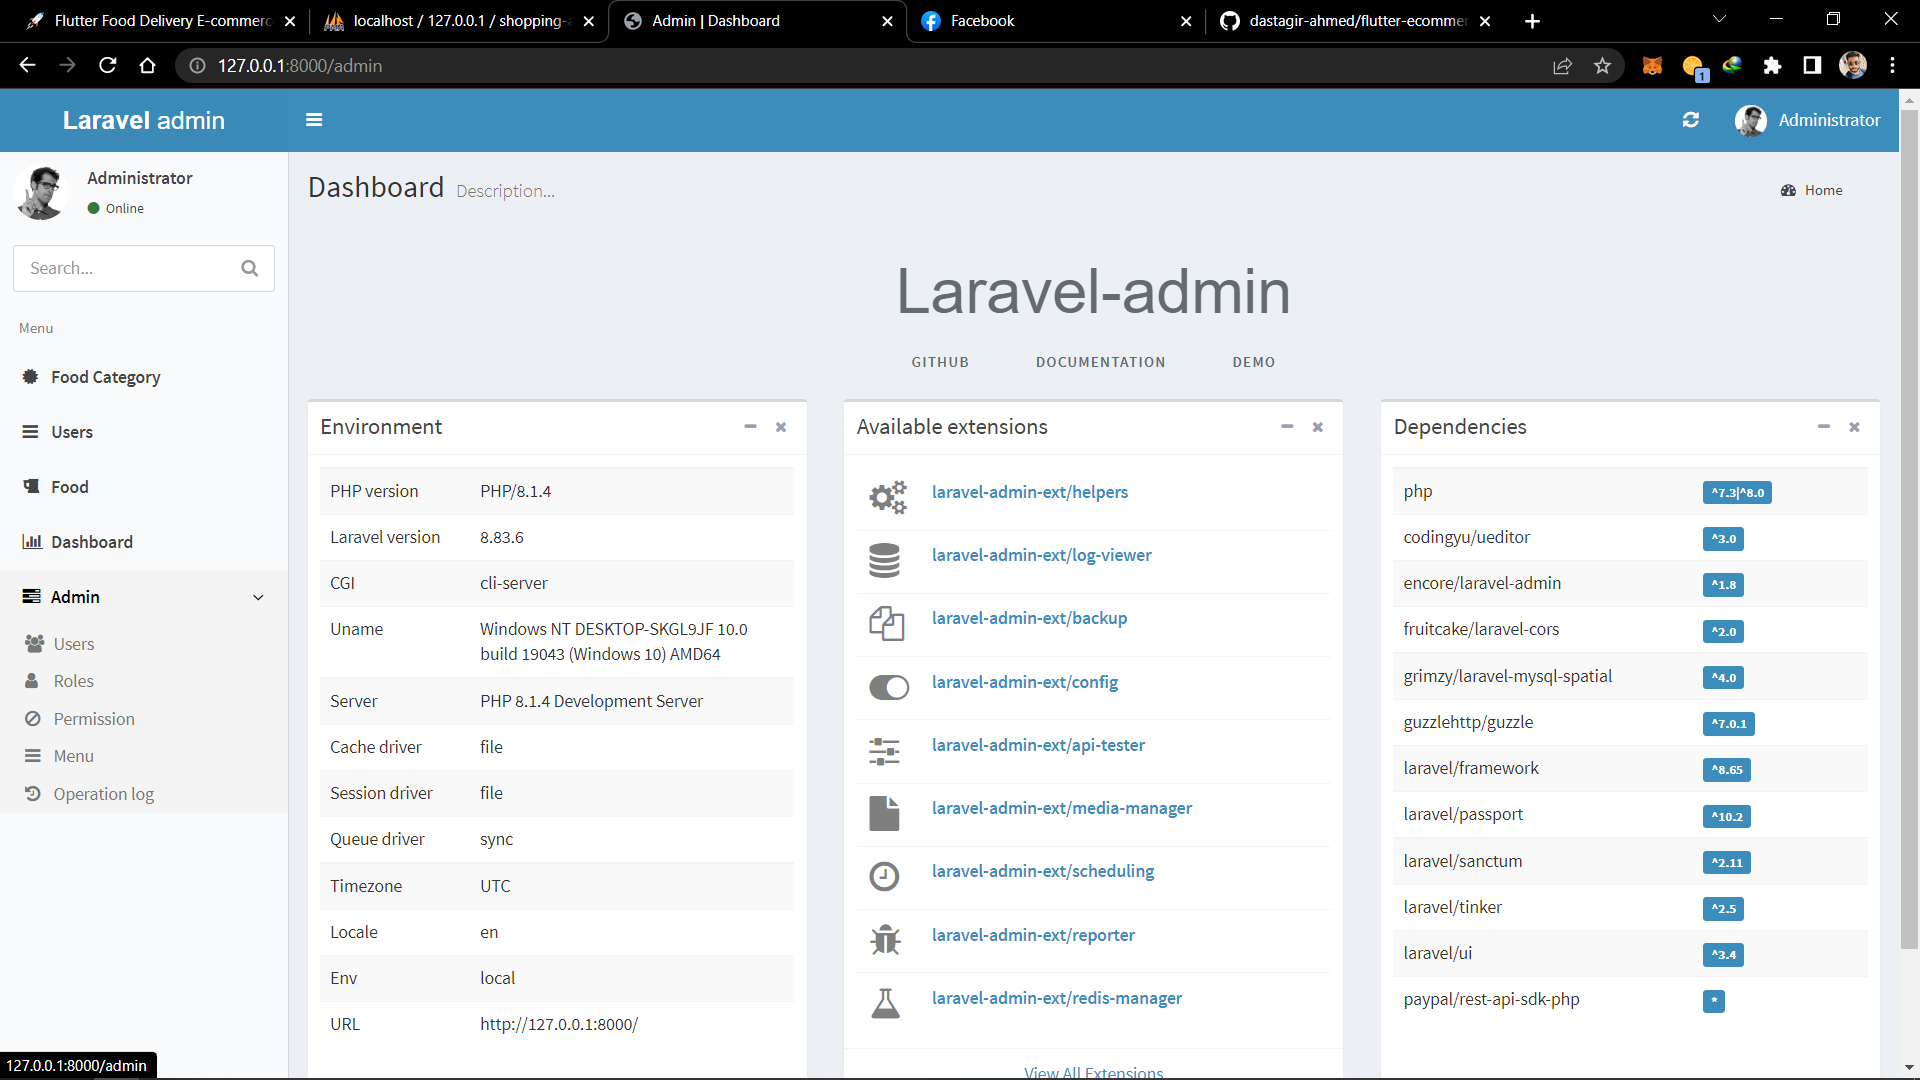 Flutter Food Delivery E-commerc
localhost / 127.0.0.1 / shopping-a
Admin | Dashboard
Facebook
dastagir-ahmed/flutter-ecommer
127.0.0.1:8000/admin
1
Laravel admin
Administrator
Administrator
Online
Dashboard Description...
Home
Search...
Menu
Food Category
Users
Food
Dashboard
Admin
Users
Roles
Permission
Menu
Operation log
Laravel-admin
GITHUB DOCUMENTATION DEMO
Environment
PHP version PHP/8.1.4
Laravel version 8.83.6
CGI cli-server
Uname Windows NT DESKTOP-SKGL9JF 10.0
build 19043 (Windows 10) AMD64
Server PHP 8.1.4 Development Server
Cache driver file
Session driver file
Queue driver sync
Timezone UTC
Locale en
Env local
URL http://127.0.0.1:8000/
Available extensions
laravel-admin-ext/helpers
laravel-admin-ext/log-viewer
laravel-admin-ext/backup
laravel-admin-ext/config
laravel-admin-ext/api-tester
laravel-admin-ext/media-manager
laravel-admin-ext/scheduling
laravel-admin-ext/reporter
laravel-admin-ext/redis-manager
View All Extensions
Dependencies
php ^7.3|^8.0
codingyu/ueditor ^3.0
encore/laravel-admin ^1.8
fruitcake/laravel-cors ^2.0
grimzy/laravel-mysql-spatial ^4.0
guzzlehttp/guzzle ^7.0.1
laravel/framework ^8.65
laravel/passport ^10.2
laravel/sanctum ^2.11
laravel/tinker ^2.5
laravel/ui ^3.4
paypal/rest-api-sdk-php *
127.0.0.1:8000/admin